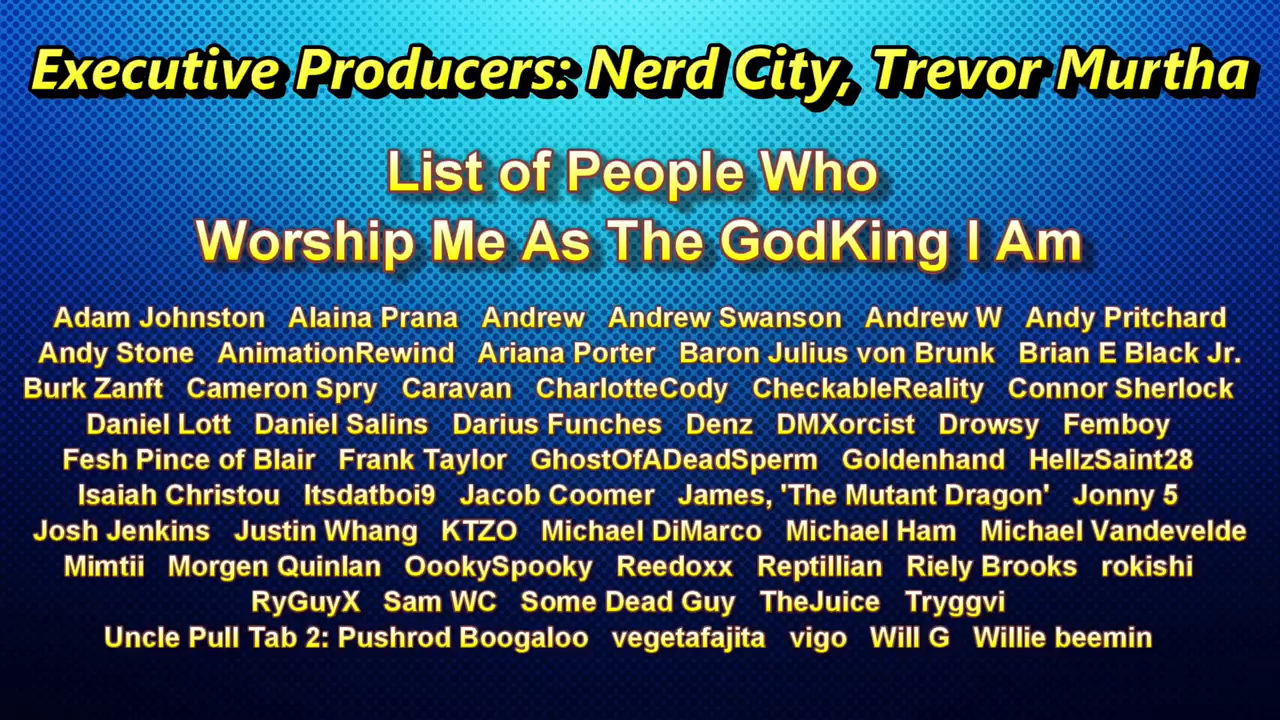 Executive Producers: Nerd City, Trevor Murtha
List of People Who
Worship Me As The GodKing I Am
Adam Johnston Alaina Prana Andrew Andrew Swanson Andrew W Andy Pritchard
Andy Stone AnimationRewind Ariana Porter Baron Julius von Brunk Brian E Black Jr.
Burk Zanft Cameron Spry Caravan CharlotteCody CheckableReality Connor Sherlock
Daniel Lott Daniel Salins Darius Funches Denz DMXorcist Drowsy Femboy
Fesh Pince of Blair Frank Taylor GhostOfADeadSperm Goldenhand HellzSaint28
Isaiah Christou Itsdatboi9 Jacob Coomer James, 'The Mutant Dragon' Jonny 5
Josh Jenkins Justin Whang KTZO Michael DiMarco Michael Ham Michael Vandevelde
Mimtii Morgen Quinlan OookySpooky Reedoxx Reptillian Riely Brooks rokishi
RyGuyX Sam WC Some Dead Guy TheJuice Tryggvi
Uncle Pull Tab 2: Pushrod Boogaloo vegetafajita vigo Will G Willie beemin